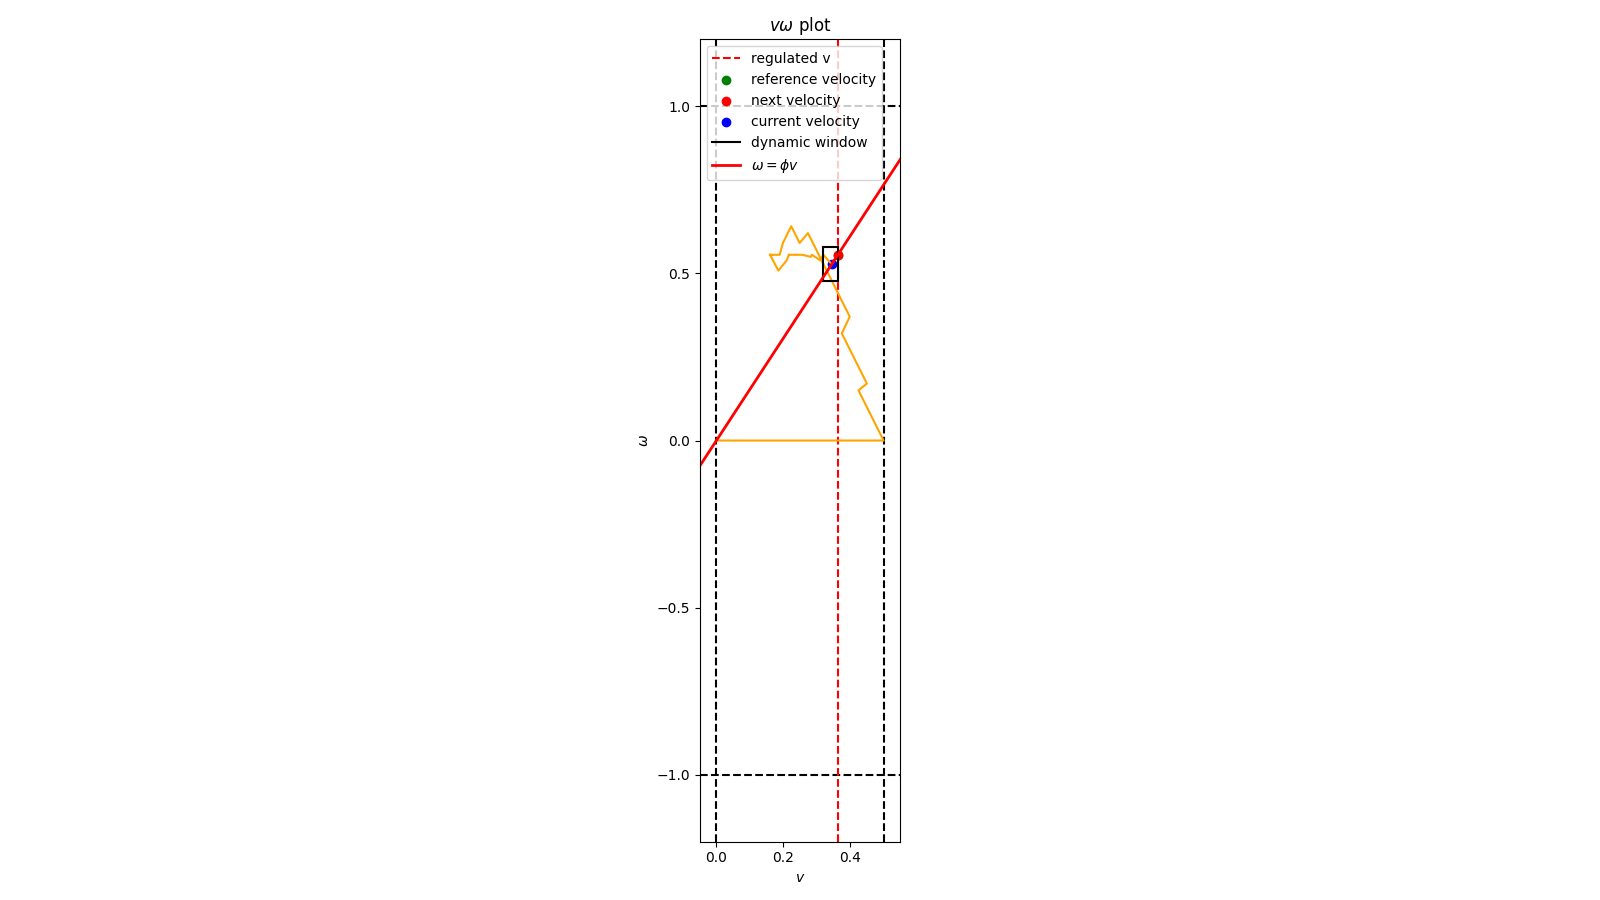 vω plot
regulated v
reference velocity
next velocity
current velocity
dynamic window
ω = ϕv
1.0
0.5
0.0
−0.5
−1.0
ω
0.0 0.2 0.4
v